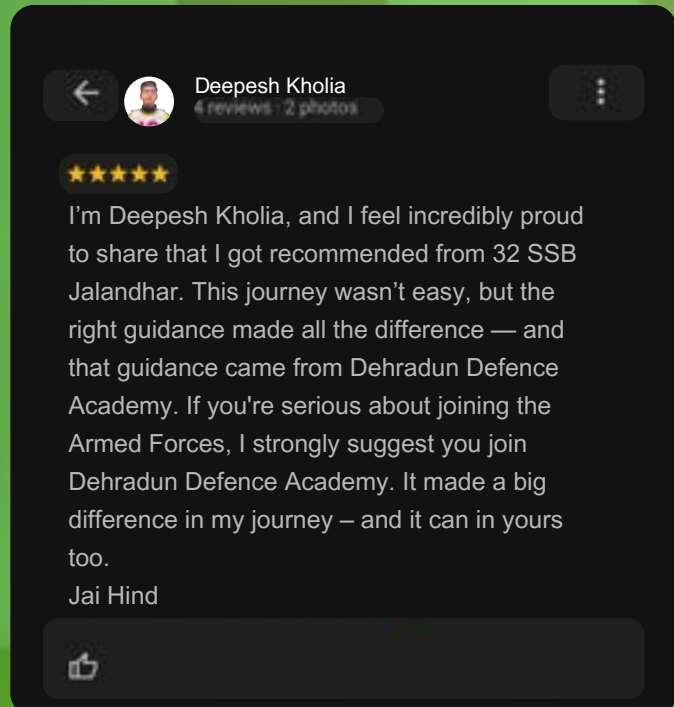 Deepesh Kholia
4 reviews · 2 photos
I’m Deepesh Kholia, and I feel incredibly proud
to share that I got recommended from 32 SSB
Jalandhar. This journey wasn’t easy, but the
right guidance made all the difference — and
that guidance came from Dehradun Defence
Academy. If you're serious about joining the
Armed Forces, I strongly suggest you join
Dehradun Defence Academy. It made a big
difference in my journey – and it can in yours
too.
Jai Hind